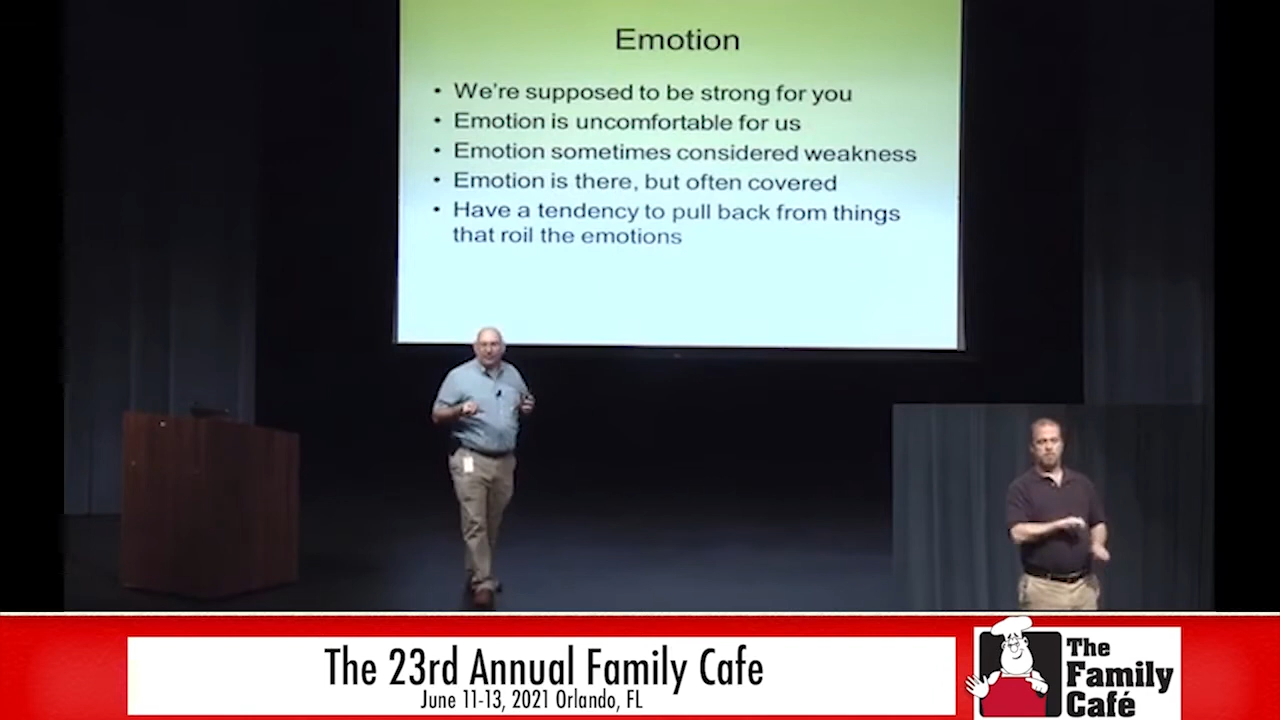 Emotion
• We're supposed to be strong for you
• Emotion is uncomfortable for us
• Emotion sometimes considered weakness
• Emotion is there, but often covered
• Have a tendency to pull back from things
that roil the emotions
The 23rd Annual Family Cafe
June 11-13, 2021 Orlando, FL
The
Family
Café